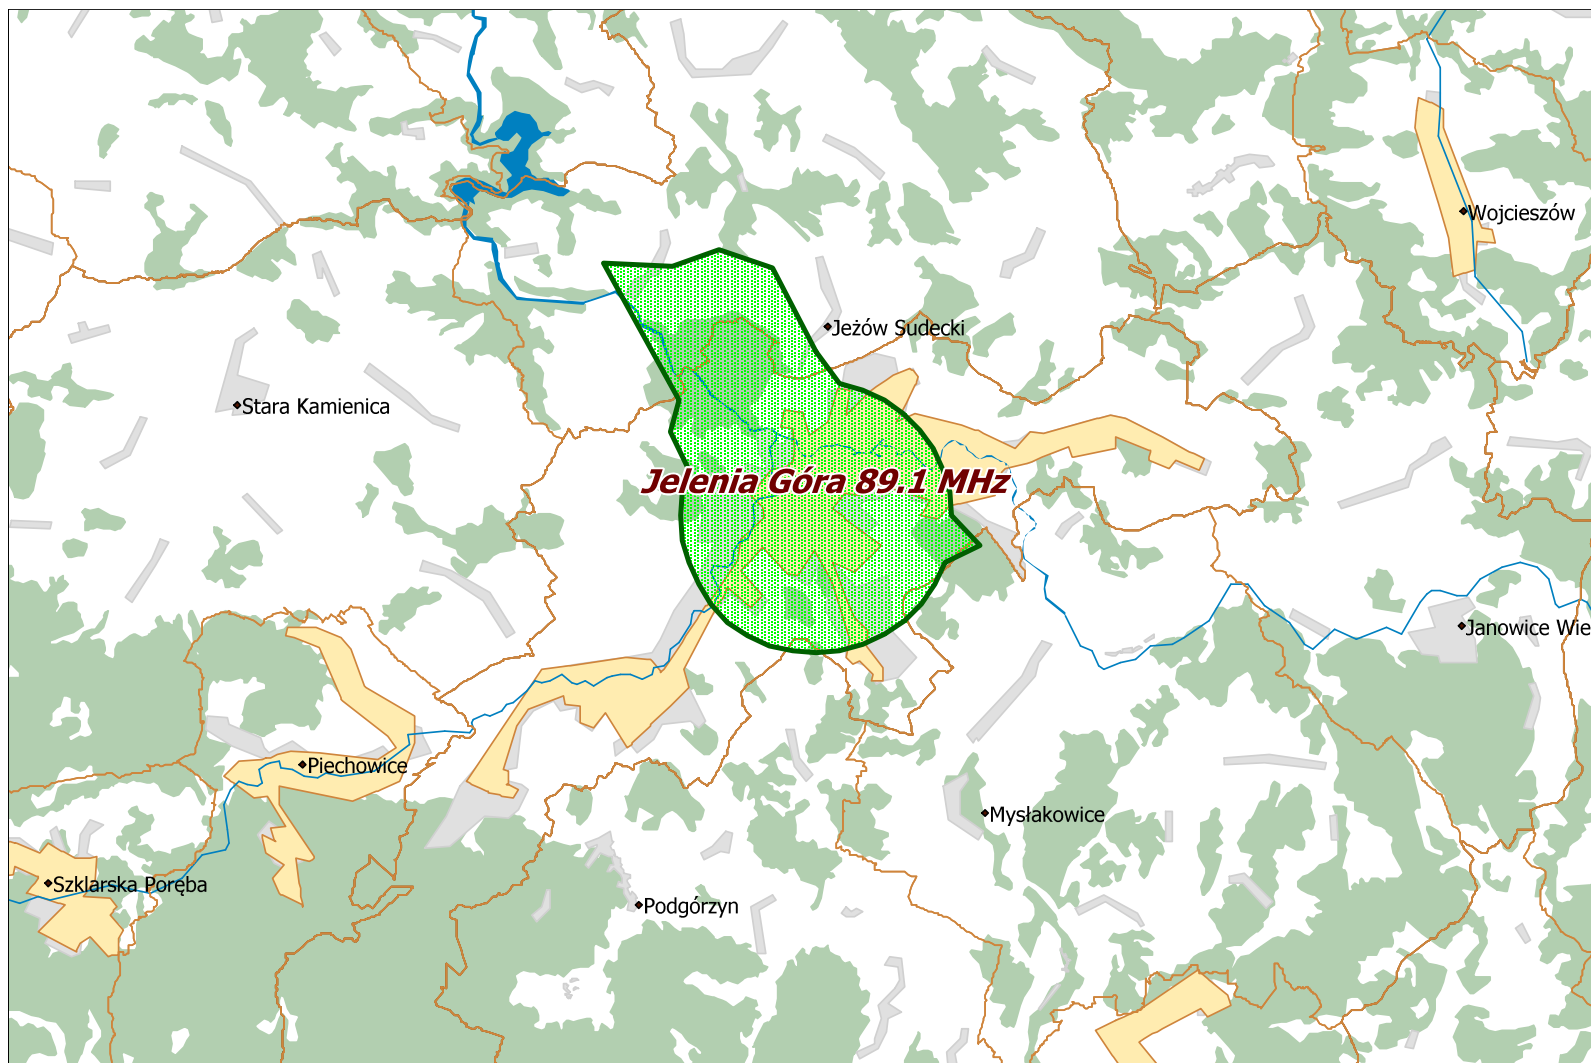 Wojcieszów
Jeżów Sudecki
Stara Kamienica
Jelenia Góra 89.1 MHz
Janowice Wie
Piechowice
Mysłakowice
Szklarska Poręba
Podgórzyn